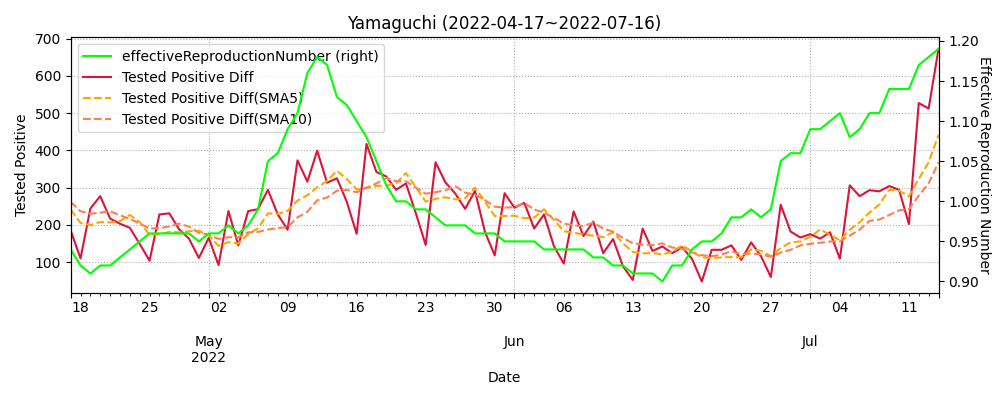 Yamaguchi (2022-04-17~2022-07-16)
effectiveReproductionNumber (right)
Tested Positive Diff
Tested Positive Diff(SMA5)
Tested Positive Diff(SMA10)
Tested Positive
700
600
500
400
300
200
100
1.20
1.15
1.10
1.05
1.00
0.95
0.90
Effective Reproduction Number
18 25 02 09 16 23 30 06 13 20 27 04 11
May Jun Jul
2022
Date